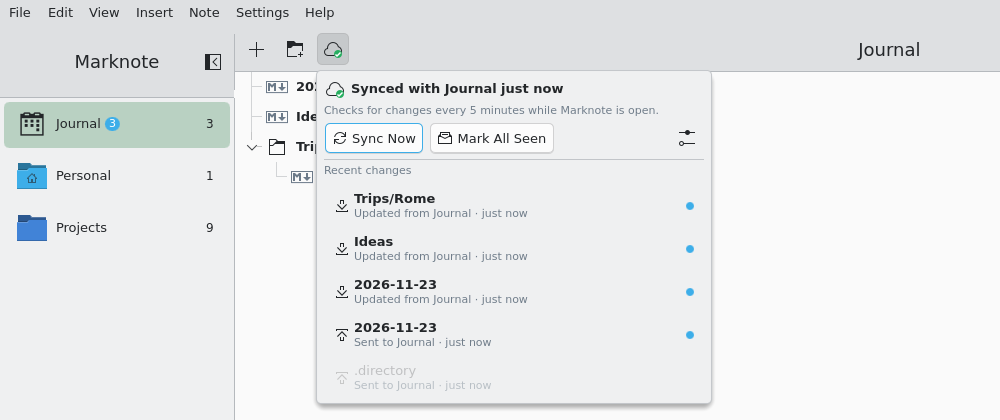 File Edit View Insert Note Settings Help
Marknote
Journal
Journal 3 3
Personal 1
Projects 9
Synced with Journal just now
Checks for changes every 5 minutes while Marknote is open.
Sync Now Mark All Seen
Recent changes
Trips/Rome
Updated from Journal · just now
Ideas
Updated from Journal · just now
2026-11-23
Updated from Journal · just now
2026-11-23
Sent to Journal · just now
.directory
Sent to Journal · just now